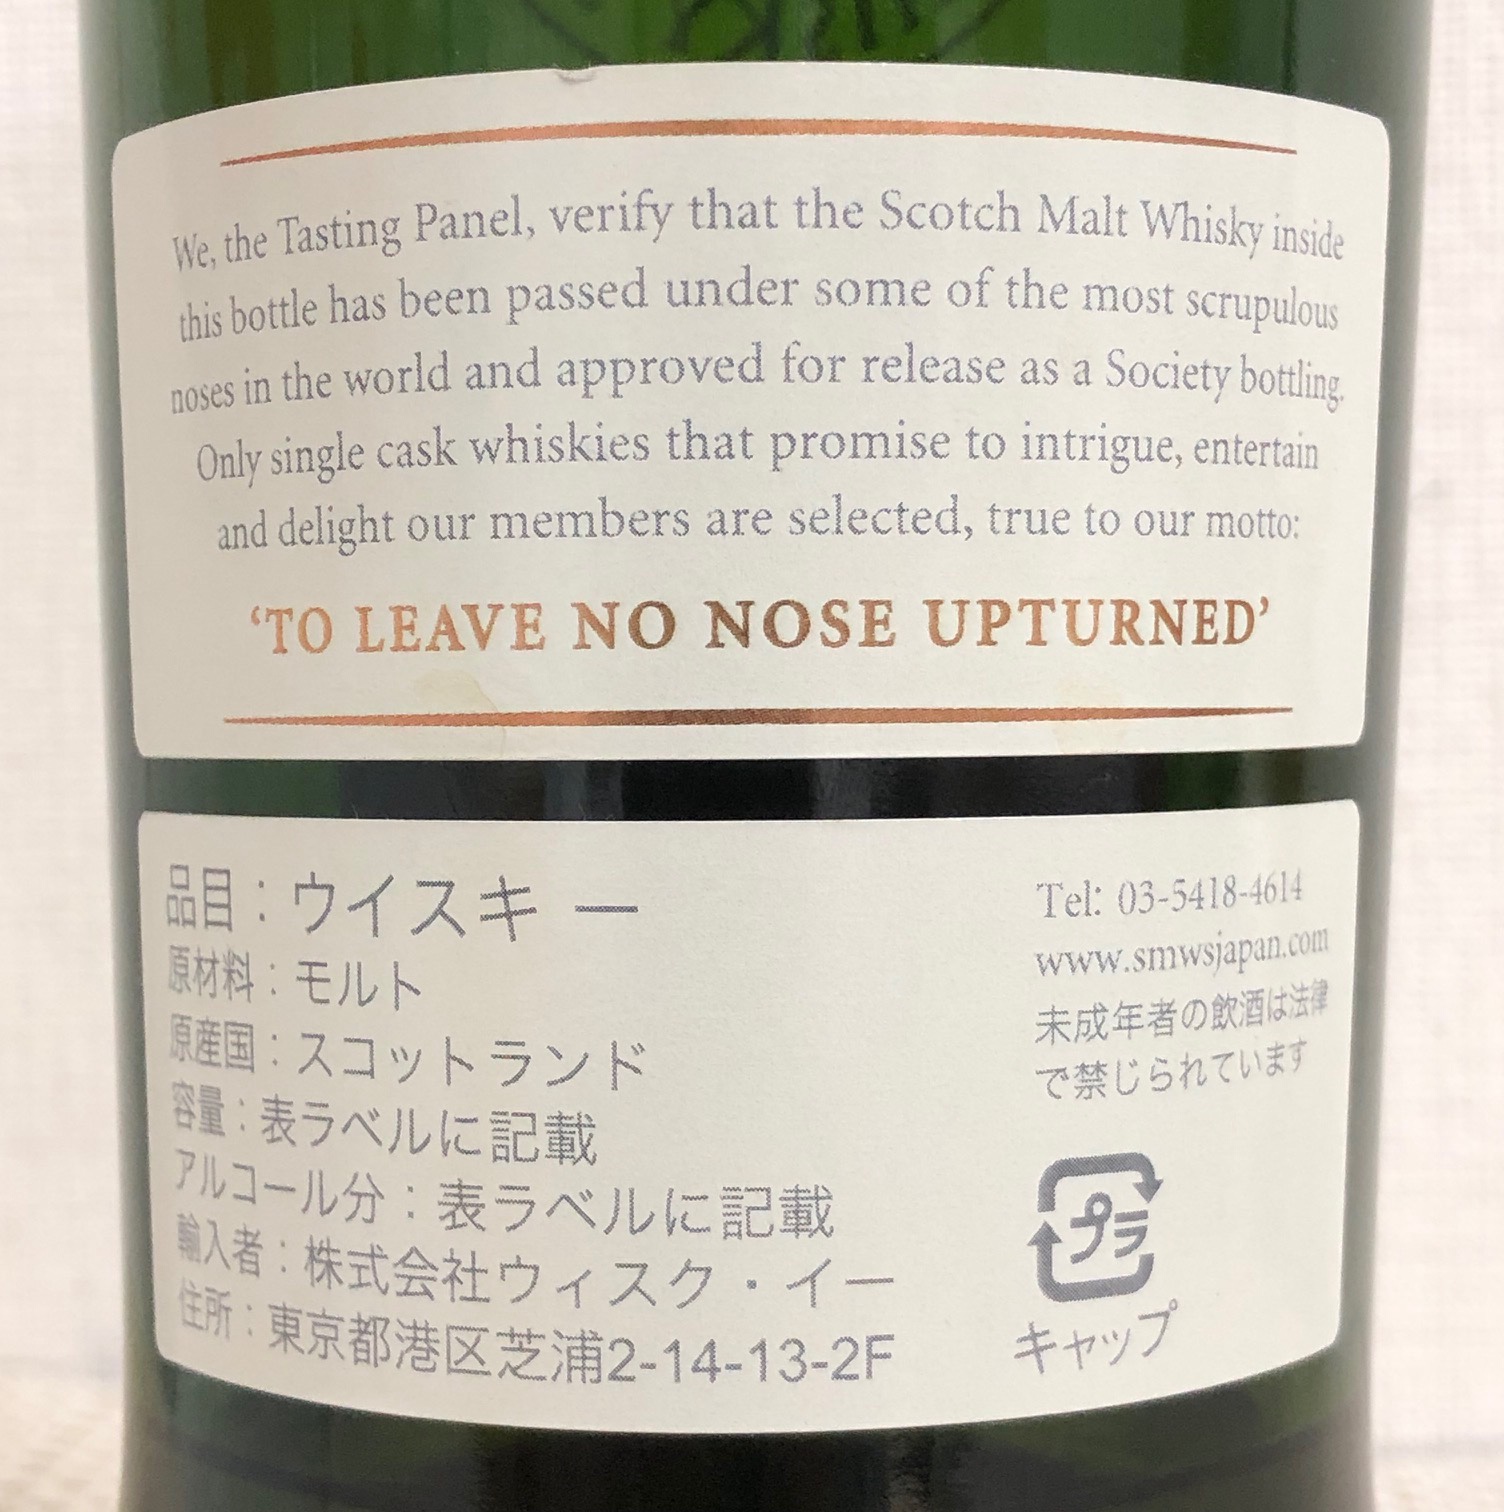 We, the Tasting Panel, verify that the Scotch Malt Whisky inside
this bottle has been passed under some of the most scrupulous
noses in the world and approved for release as a Society bottling.
Only single cask whiskies that promise to intrigue, entertain
and delight our members are selected, true to our motto:
‘TO LEAVE NO NOSE UPTURNED’
品目：ウイスキー
原材料：モルト
原産国：スコットランド
容量：表ラベルに記載
アルコール分：表ラベルに記載
輸入者：株式会社ウィスク・イー
住所：東京都港区芝浦2-14-13-2F
Tel: 03-5418-4614
www.smwsjapan.com
未成年者の飲酒は法律
で禁じられています
プラ
キャップ